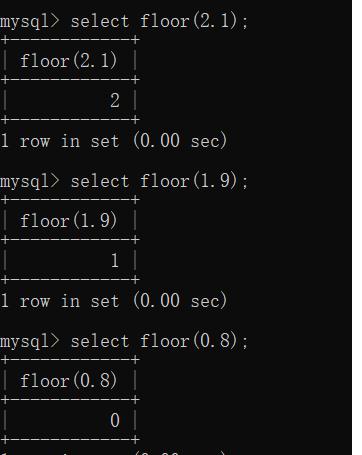 mysql> select floor(2.1);
+------------+
| floor(2.1) |
+------------+
|          2 |
+------------+
1 row in set (0.00 sec)
mysql> select floor(1.9);
+------------+
| floor(1.9) |
+------------+
|          1 |
+------------+
1 row in set (0.00 sec)
mysql> select floor(0.8);
+------------+
| floor(0.8) |
+------------+
|          0 |
+------------+